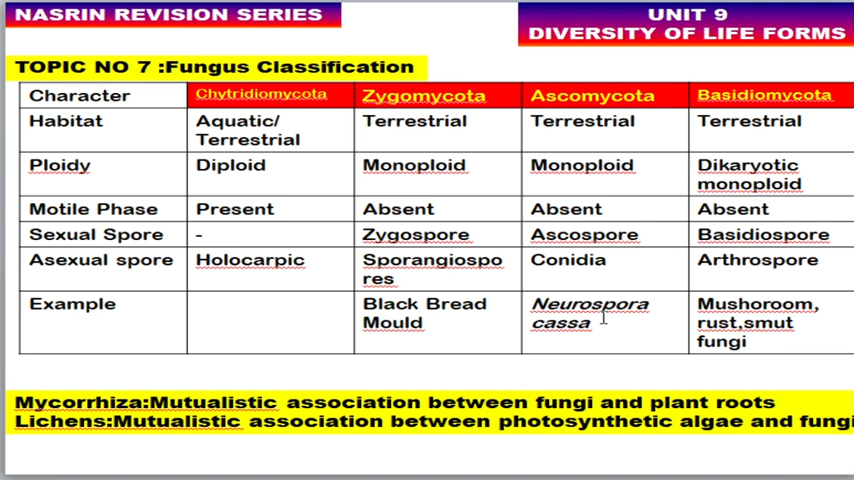 NASRIN REVISION SERIES
UNIT 9
DIVERSITY OF LIFE FORMS
TOPIC NO 7 :Fungus Classification
Character Chytridiomycota Zygomycota Ascomycota Basidiomycota
Habitat Aquatic/ Terrestrial Terrestrial Terrestrial
Terrestrial
Ploidy Diploid Monoploid Monoploid Dikaryotic
monoploid
Motile Phase Present Absent Absent Absent
Sexual Spore - Zygospore Ascospore Basidiospore
Asexual spore Holocarpic Sporangiospo Conidia Arthrospore
res
Example Black Bread Neurospora Mushoroom,
Mould cassa rust,smut
fungi
Mycorrhiza:Mutualistic association between fungi and plant roots
Lichens:Mutualistic association between photosynthetic algae and fungi